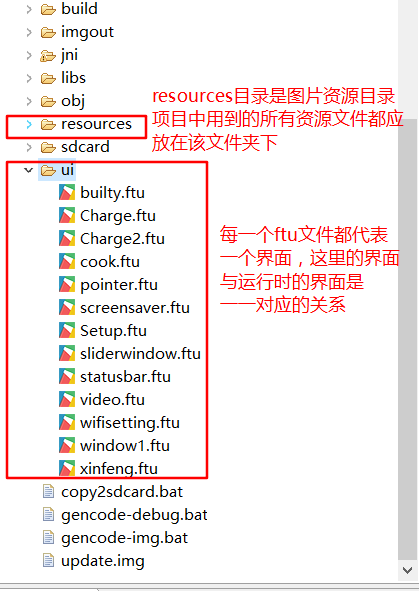 build
imgout
jni
libs
obj
resources
sdcard
ui
builty.ftu
Charge.ftu
Charge2.ftu
cook.ftu
pointer.ftu
screensaver.ftu
Setup.ftu
sliderwindow.ftu
statusbar.ftu
video.ftu
wifisetting.ftu
window1.ftu
xinfeng.ftu
copy2sdcard.bat
gencode-debug.bat
gencode-img.bat
update.img
resources目录是图片资源目录
项目中用到的所有资源文件都应
放在该文件夹下
每一个ftu文件都代表
一个界面，这里的界面
与运行时的界面是
一一对应的关系